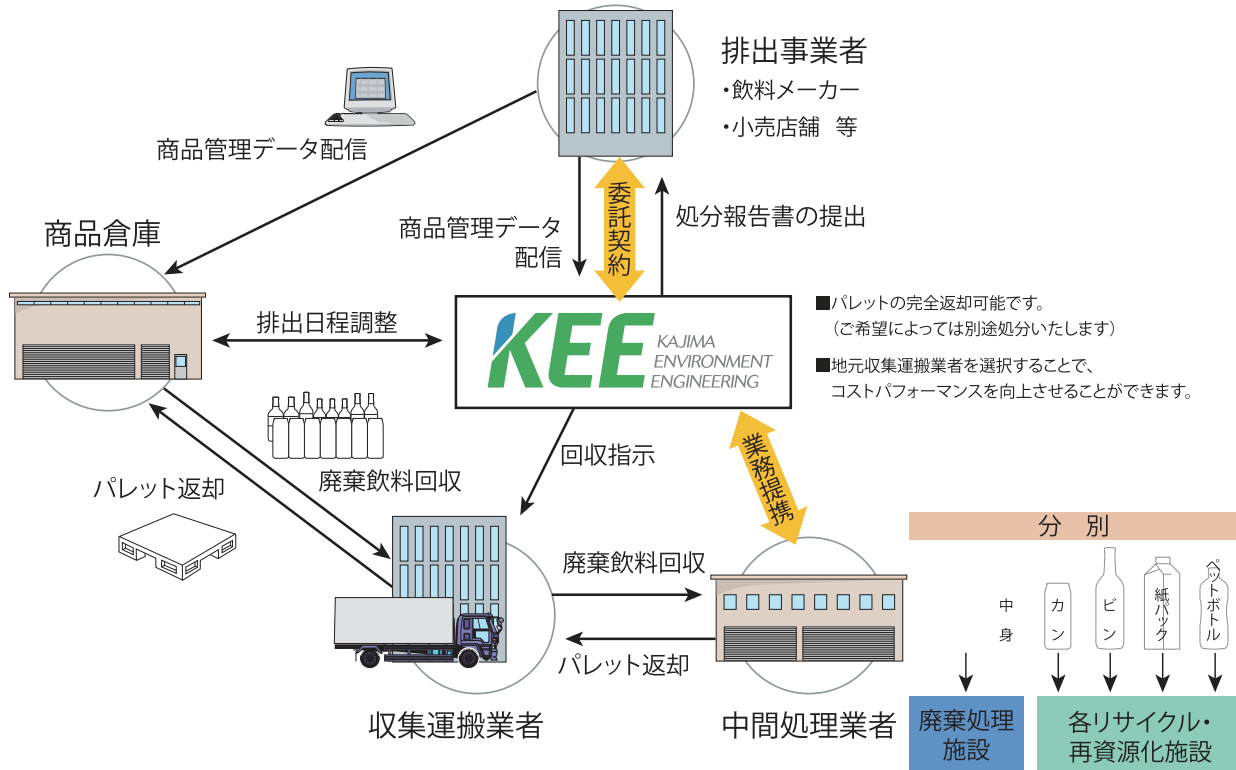 排出事業者
・飲料メーカー
・小売店舗 等
商品管理データ配信
商品倉庫
商品管理データ
配信
委託契約
処分報告書の提出
排出日程調整
KEE
KAJIMA
ENVIRONMENT
ENGINEERING
■パレットの完全返却可能です。
(ご希望によっては別途処分いたします)
■地元収集運搬業者を選択することで、
コストパフォーマンスを向上させることができます。
廃棄飲料回収
パレット返却
回収指示
業務提携
廃棄飲料回収
パレット返却
収集運搬業者
中間処理業者
分 別
中身
カン
ビン
紙パック
ペットボトル
廃棄処理
施設
各リサイクル・
再資源化施設